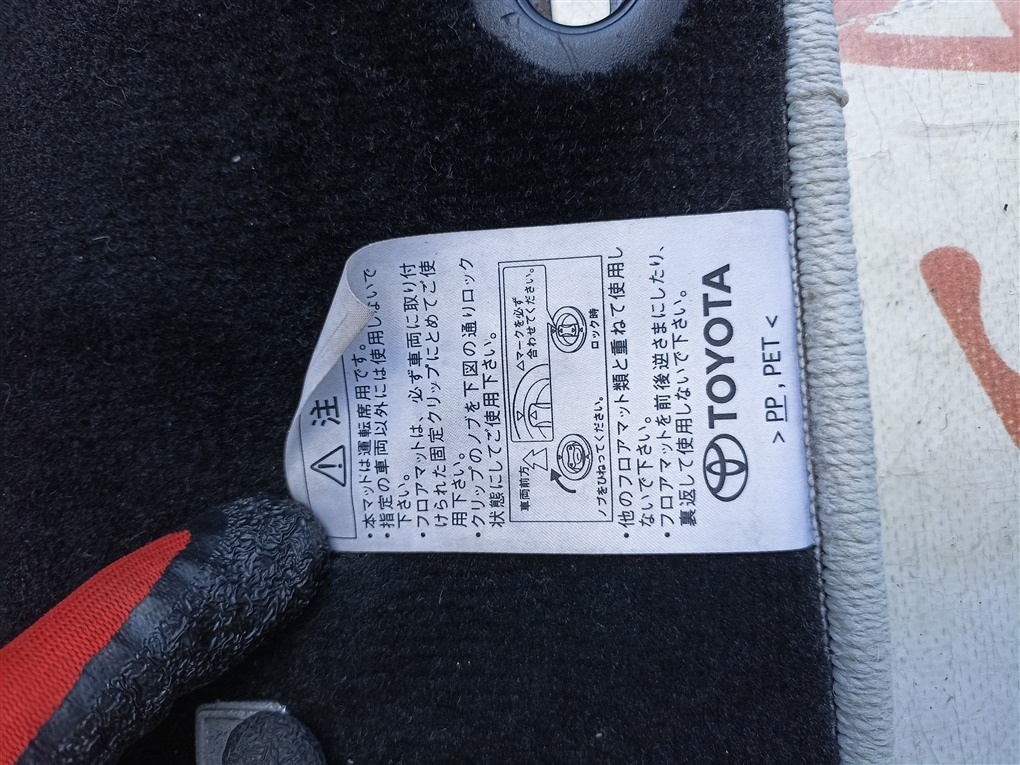 注
・本マットは運転席用です。
・指定の車両以外には使用しないで
下さい。
・フロアマットは、必ず車両に取り付
けられた固定クリップにとめてご使
用下さい。
・クリップのノブを下図の通りロック
状態にしてご使用下さい。
車両前方
△マークを必ず
合わせてください。
ノブをひねってください。
ロック時
・他のフロアマット類と重ねて使用し
ないで下さい。
・フロアマットを前後逆さまにしたり、
裏返して使用しないで下さい。
TOYOTA
>PP,PET<